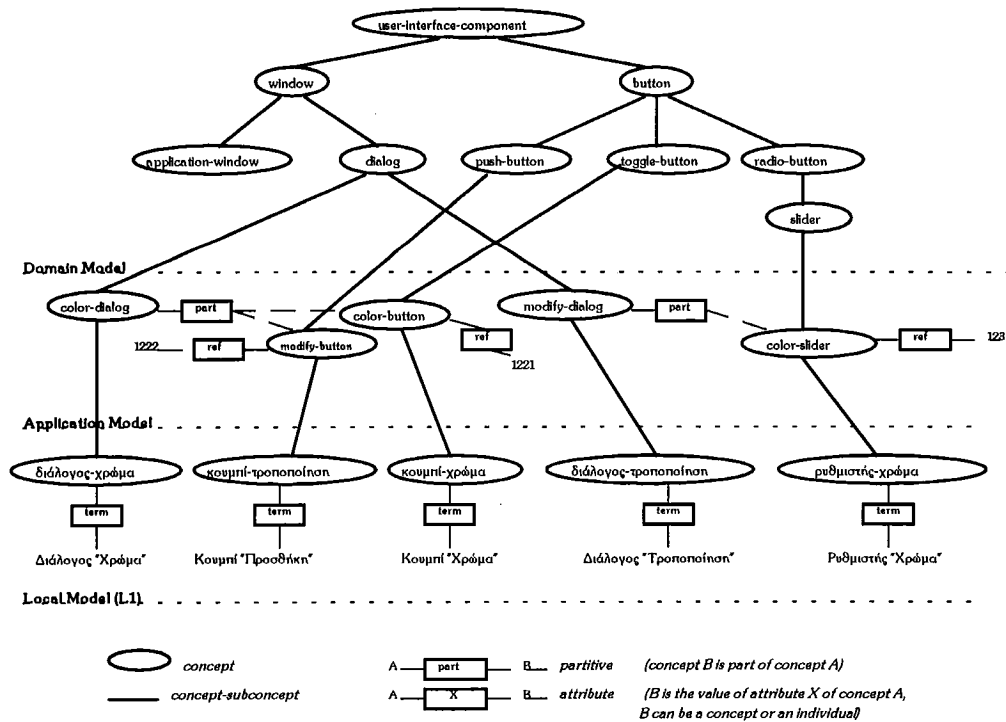 user-interface-component
window
button
application-window
dialog
push-button
toggle-button
radio-button
slider
Domain Model
color-dialog
part
color-button
modify-dialog
part
1222
ref
modify-button
ref
1221
color-slider
ref
123
Application Model
διάλογος-χρώμα
κουμπί-τροποποίηση
κουμπί-χρώμα
διάλογος-τροποποίηση
ρυθμιστής-χρώμα
term
term
term
term
term
Διάλογος "Χρώμα"
Κουμπί "Προσθήκη"
Κουμπί "Χρώμα"
Διάλογος "Τροποποίηση"
Ρυθμιστής "Χρώμα"
Local Model (L1)
concept
A part B partitive (concept B is part of concept A)
concept-subconcept
A X B attribute (B is the value of attribute X of concept A,
B can be a concept or an individual)